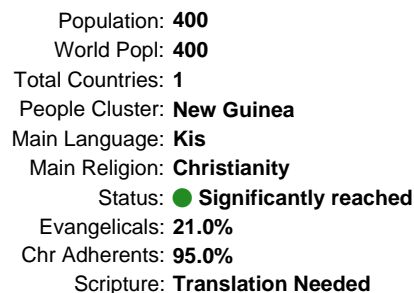 Population: 400
World Popl: 400
Total Countries: 1
People Cluster: New Guinea
Main Language: Kis
Main Religion: Christianity
Status: Significantly reached
Evangelicals: 21.0%
Chr Adherents: 95.0%
Scripture: Translation Needed